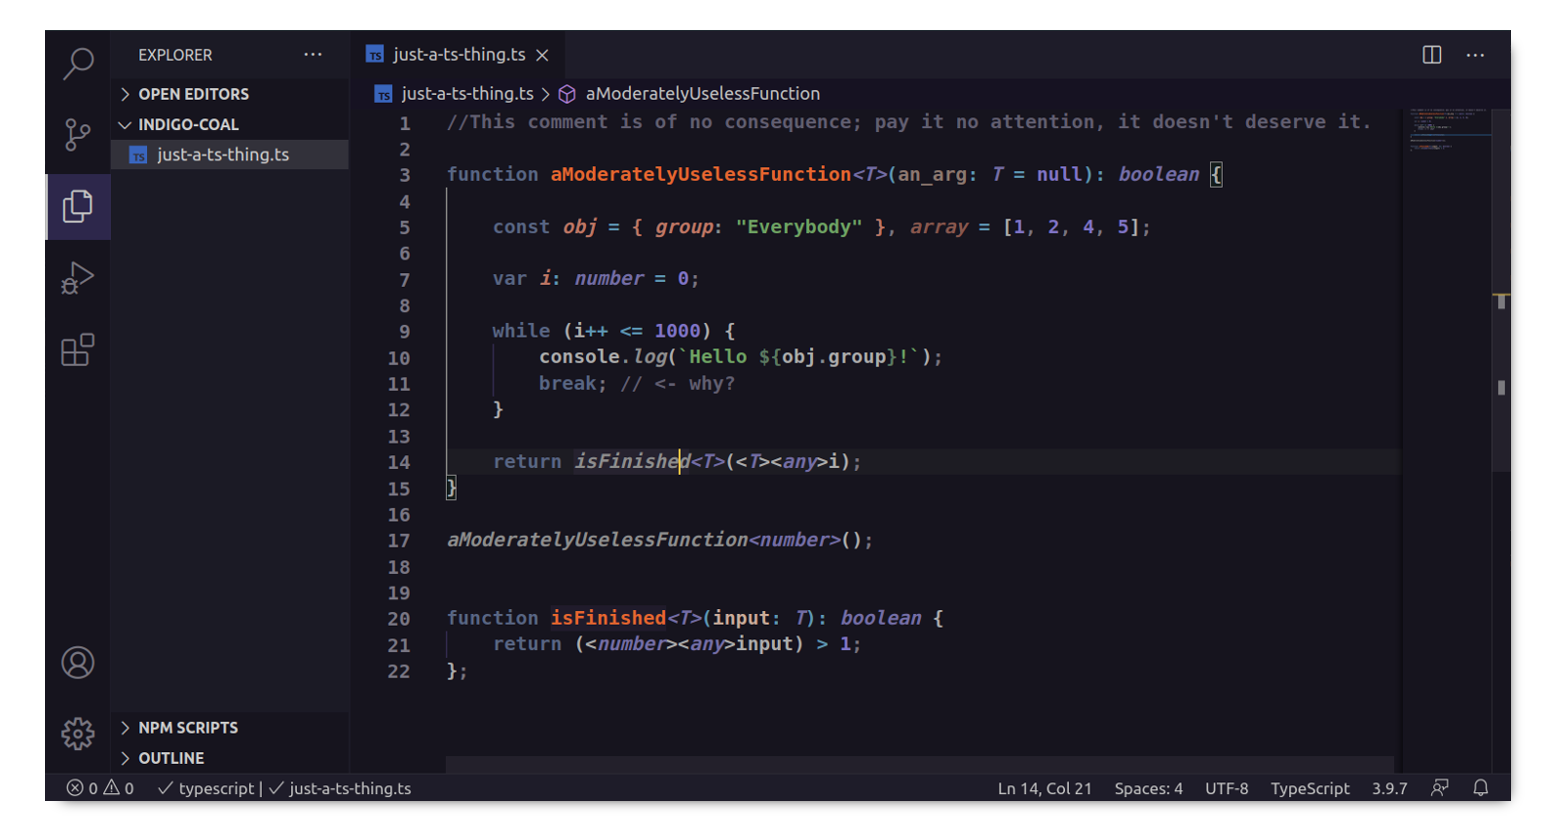 EXPLORER ···
OPEN EDITORS
INDIGO-COAL
TS just-a-ts-thing.ts
NPM SCRIPTS
OUTLINE
TS just-a-ts-thing.ts
TS just-a-ts-thing.ts > aModeratelyUselessFunction
1 //This comment is of no consequence; pay it no attention, it doesn't deserve it.
2
3 function aModeratelyUselessFunction<T>(an_arg: T = null): boolean {
4
5     const obj = { group: "Everybody" }, array = [1, 2, 4, 5];
6
7     var i: number = 0;
8
9     while (i++ <= 1000) {
10         console.log(`Hello ${obj.group}!`);
11         break; // <- why?
12     }
13
14     return isFinished<T>(<T><any>i);
15 }
16
17 aModeratelyUselessFunction<number>();
18
19
20 function isFinished<T>(input: T): boolean {
21     return (<number><any>input) > 1;
22 };
0 0 ✓ typescript | ✓ just-a-ts-thing.ts Ln 14, Col 21 Spaces: 4 UTF-8 TypeScript 3.9.7